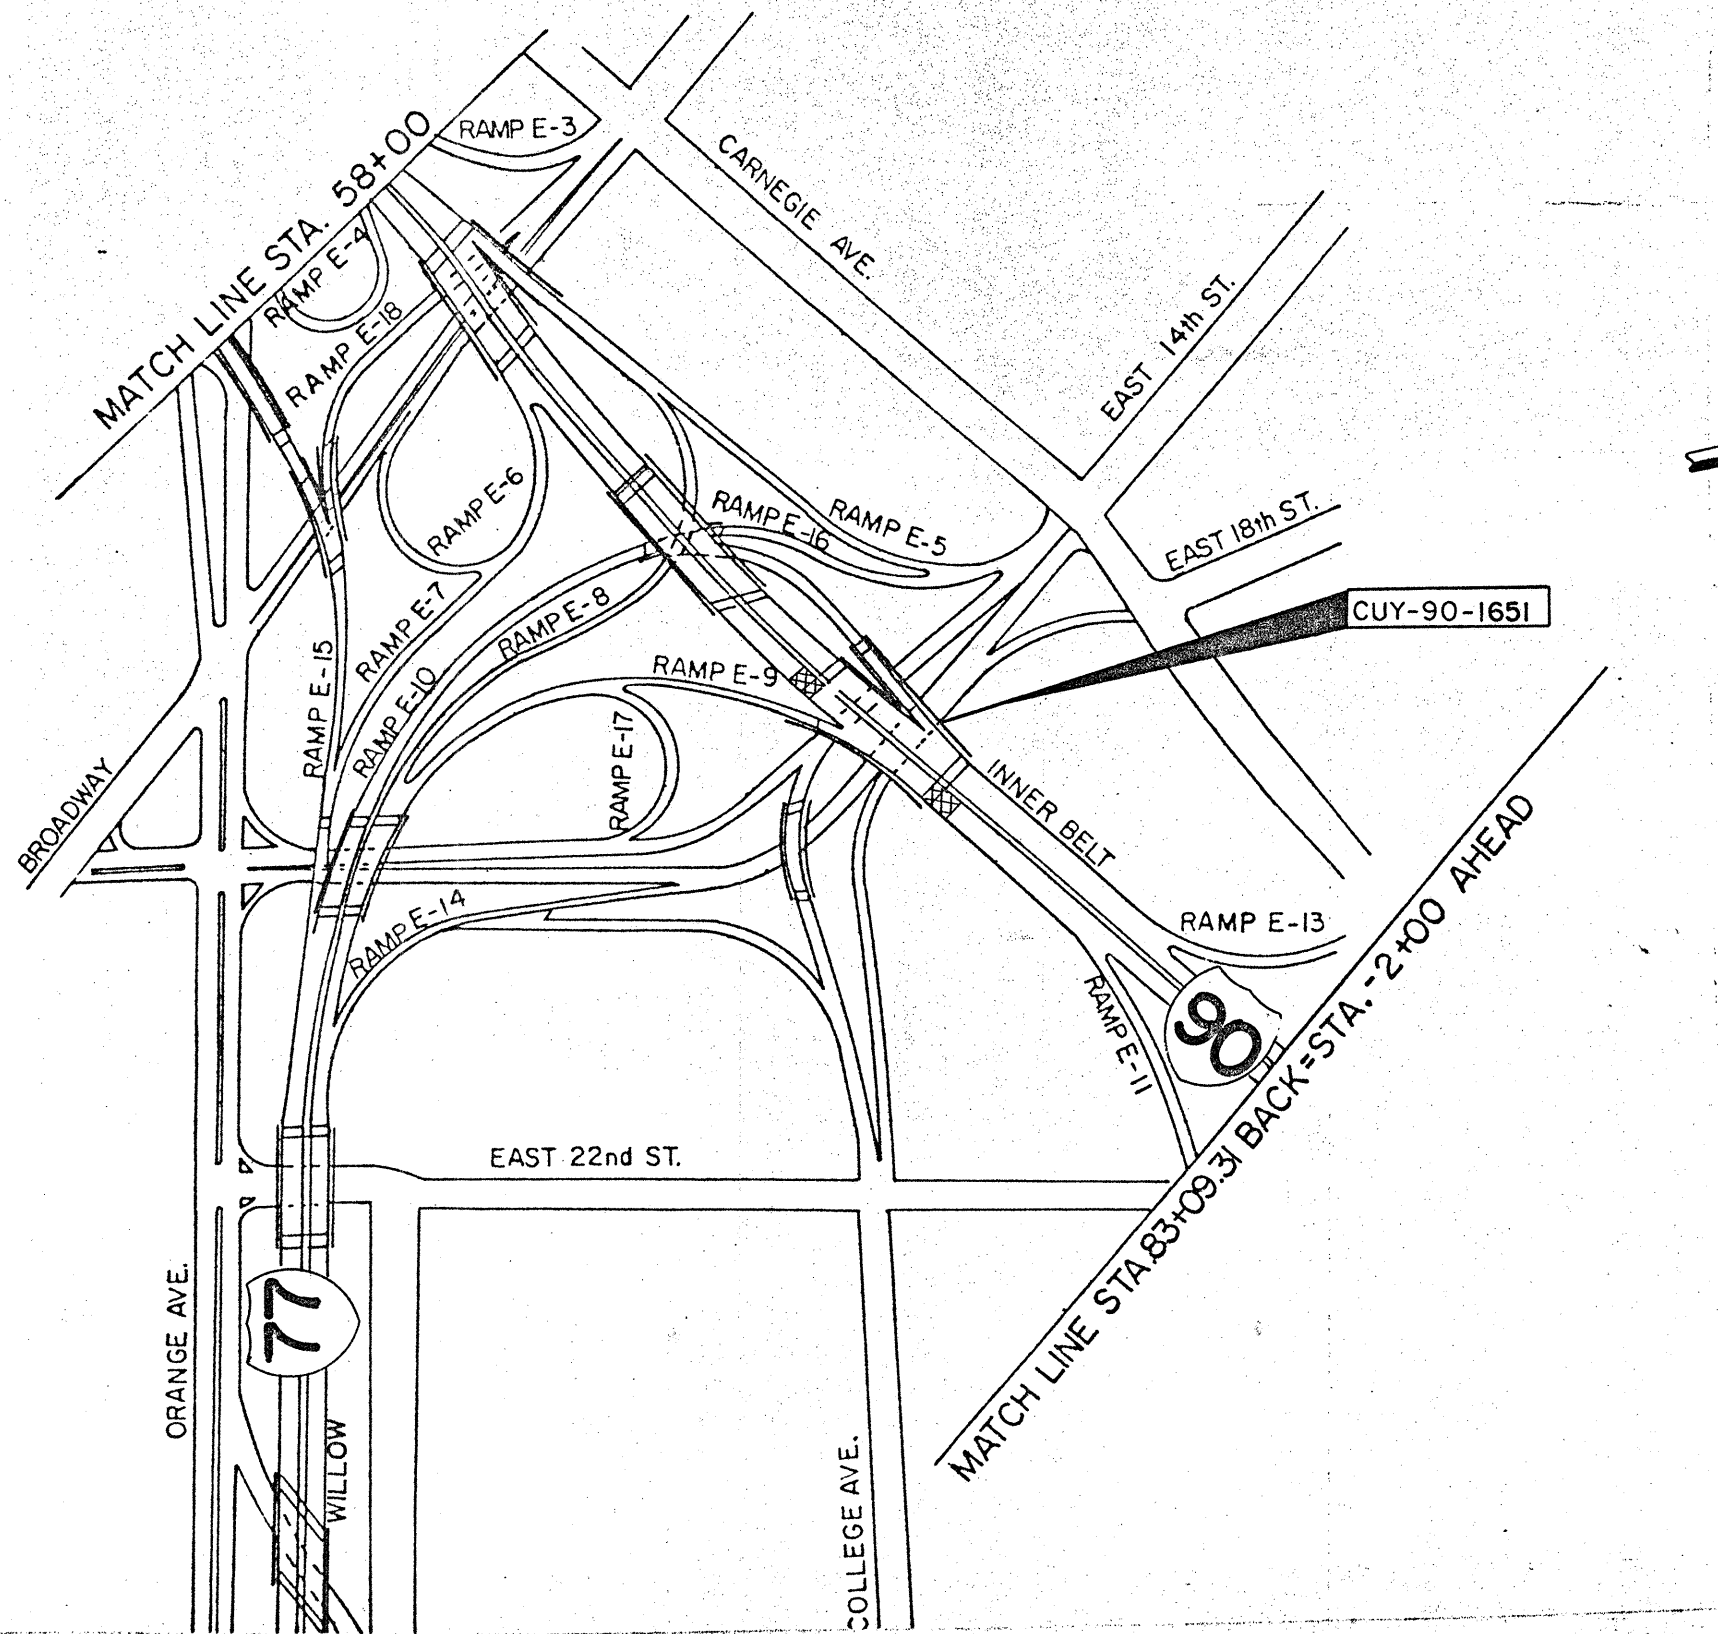 RAMP E-3
MATCH LINE STA. 58+00
CARNEGIE AVE.
RAMP E-4
RAMP E-18
EAST 14th ST.
RAMP E-6
RAMP E-16
RAMP E-5
EAST 18th ST.
CUY-90-1651
RAMP E-7
RAMP E-8
RAMP E-15
RAMP E-10
RAMP E-9
RAMP E-17
BROADWAY
INNER BELT
RAMP E-14
RAMP E-13
RAMP E-11
90
MATCH LINE STA.83+09.31 BACK=STA.-2+00 AHEAD
EAST 22nd ST.
77
ORANGE AVE.
WILLOW
COLLEGE AVE.